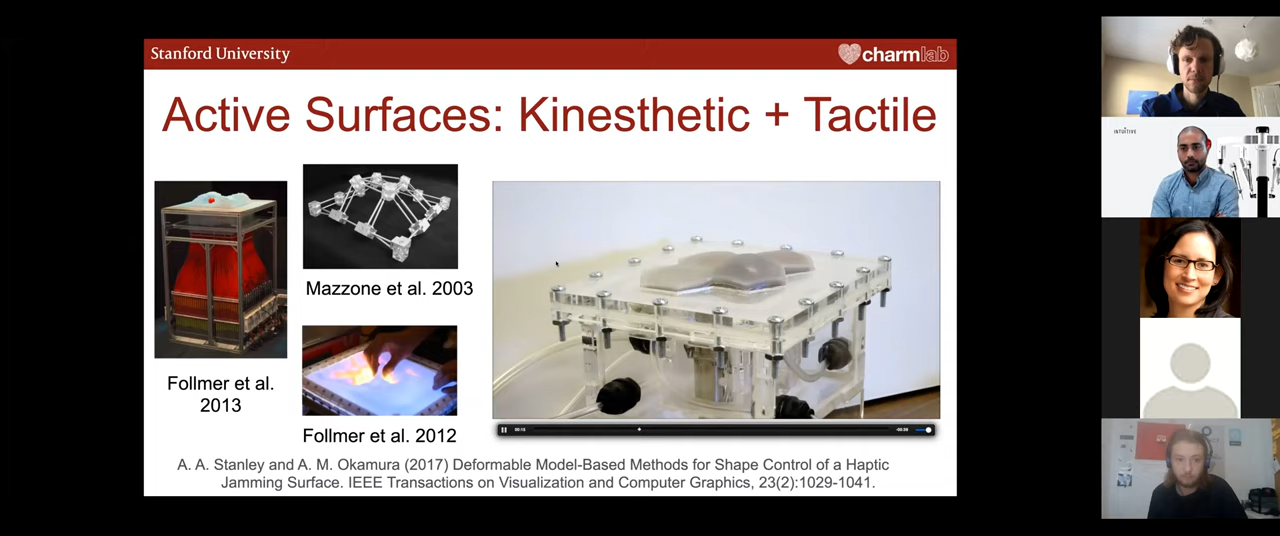 Stanford University
charmlab
Active Surfaces: Kinesthetic + Tactile
Mazzone et al. 2003
Follmer et al.
2013
Follmer et al. 2012
A. A. Stanley and A. M. Okamura (2017) Deformable Model-Based Methods for Shape Control of a Haptic
Jamming Surface. IEEE Transactions on Visualization and Computer Graphics, 23(2):1029-1041.
INTUITIVE